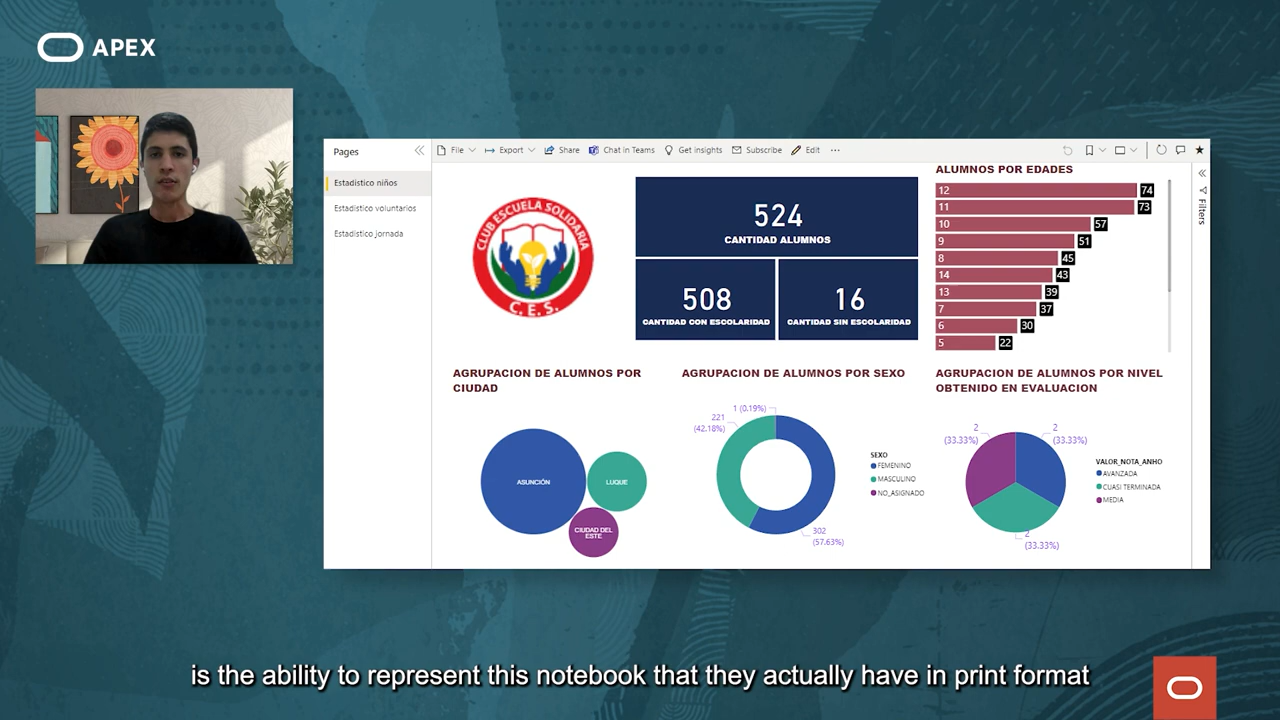 APEX
Pages
File
Export
Share
Chat in Teams
Get insights
Subscribe
Edit
Estadistico niños
Estadistico voluntarios
Estadistico jornada
Filters
CLUB ESCUELA SOLIDARIA
C.E.S.
524
CANTIDAD ALUMNOS
508
CANTIDAD CON ESCOLARIDAD
16
CANTIDAD SIN ESCOLARIDAD
ALUMNOS POR EDADES
12 74
11 73
10 57
9 51
8 45
14 43
13 39
7 37
6 30
5 22
AGRUPACION DE ALUMNOS POR
CIUDAD
ASUNCIÓN
LUQUE
CIUDAD DEL
ESTE
AGRUPACION DE ALUMNOS POR SEXO
1 (0.19%)
221
(42.18%)
302
(57.63%)
SEXO
FEMENINO
MASCULINO
NO_ASIGNADO
AGRUPACION DE ALUMNOS POR NIVEL
OBTENIDO EN EVALUACION
2
(33.33%)
2
(33.33%)
2
(33.33%)
VALOR_NOTA_ANHO
AVANZADA
CUASI TERMINADA
MEDIA
is the ability to represent this notebook that they actually have in print format